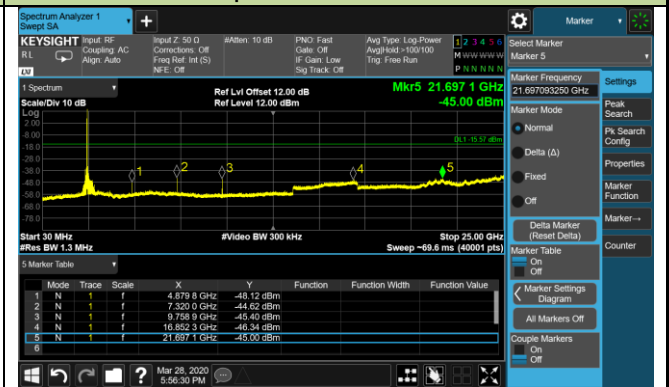 Spectrum Analyzer 1
Swept SA
Marker
KEYSIGHT
RL
Input: RF
Coupling: AC
Align: Auto
Input Z: 50 Ω
Corrections: Off
Freq Ref: Int (S)
NFE: Off
#Atten: 10 dB
PNO: Fast
Gate: Off
IF Gain: Low
Sig Track: Off
Avg Type: Log-Power
Avg|Hold:>100/100
Trig: Free Run
1 2 3 4 5 6
M W W W W W
P N N N N N
Select Marker
Marker 5
1 Spectrum
Scale/Div 10 dB
Log
Ref Lvl Offset 12.00 dB
Ref Level 12.00 dBm
Mkr5 21.697 1 GHz
-45.00 dBm
2.00
-8.00
-18.0
-28.0
-38.0
-48.0
-58.0
-68.0
-78.0
DL1 -15.57 dBm
1
2
3
4
5
Start 30 MHz
#Res BW 1.3 MHz
#Video BW 300 kHz
Stop 25.00 GHz
Sweep ~69.6 ms (40001 pts)
Marker Frequency
21.697093250 GHz
Marker Mode
Normal
Delta (Δ)
Fixed
Off
Delta Marker
(Reset Delta)
Marker Table
On
Off
Marker Settings
Diagram
All Markers Off
Couple Markers
On
Off
Settings
Peak
Search
Pk Search
Config
Properties
Marker
Function
Marker→
Counter
5 Marker Table
Mode Trace Scale X Y Function Function Width Function Value
1 N 1 f 4.879 8 GHz -48.12 dBm
2 N 1 f 7.320 0 GHz -44.62 dBm
3 N 1 f 9.758 9 GHz -45.40 dBm
4 N 1 f 16.852 3 GHz -46.34 dBm
5 N 1 f 21.697 1 GHz -45.00 dBm
6
?
Mar 28, 2020
5:56:30 PM